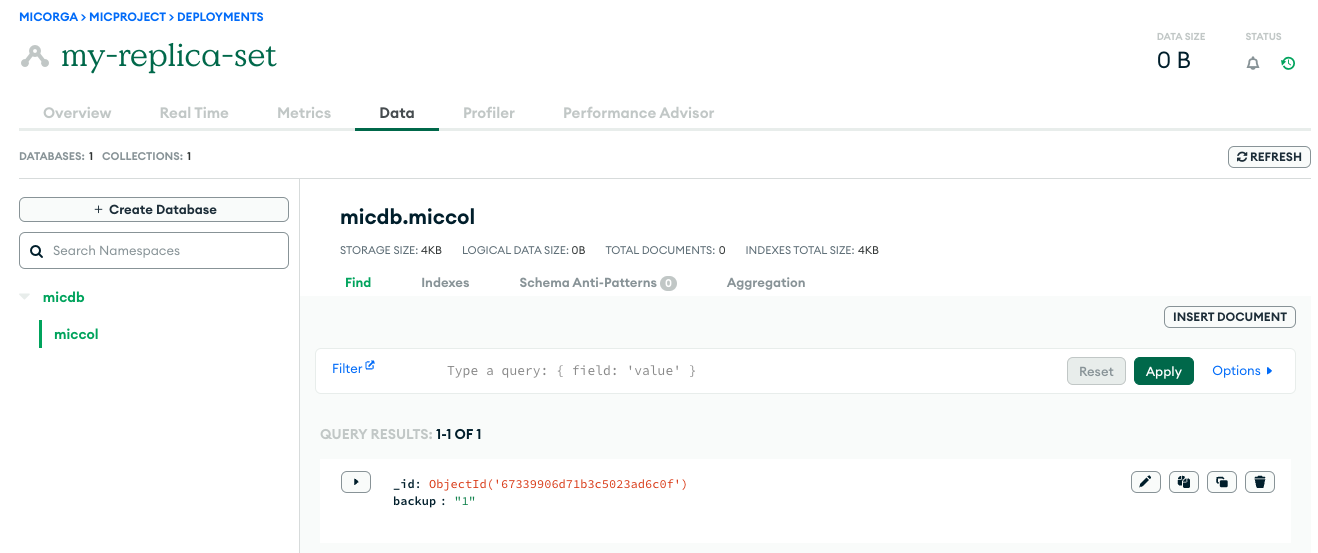 MICORGA > MICPROJECT > DEPLOYMENTS
my-replica-set
DATA SIZE
0 B
STATUS
Overview Real Time Metrics Data Profiler Performance Advisor
DATABASES: 1 COLLECTIONS: 1
REFRESH
+ Create Database
Search Namespaces
micdb
miccol
micdb.miccol
STORAGE SIZE: 4KB LOGICAL DATA SIZE: 0B TOTAL DOCUMENTS: 0 INDEXES TOTAL SIZE: 4KB
Find Indexes Schema Anti-Patterns 0 Aggregation
INSERT DOCUMENT
Filter Type a query: { field: 'value' } Reset Apply Options
QUERY RESULTS: 1-1 OF 1
_id: ObjectId('67339906d71b3c5023ad6c0f')
backup : "1"